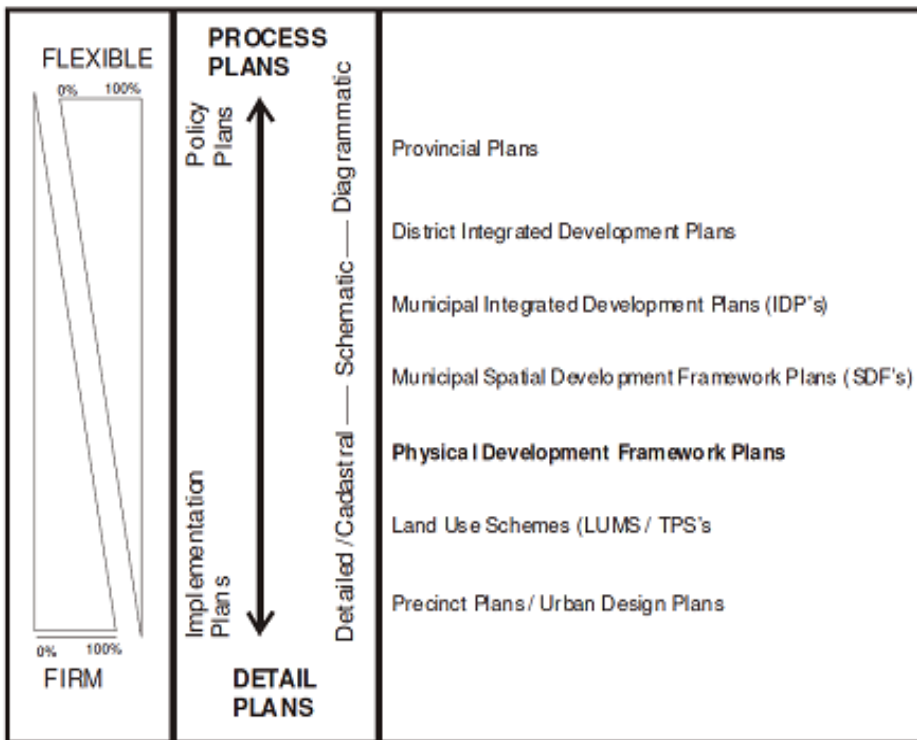 FLEXIBLE
0% 100%
0% 100%
FIRM
PROCESS
PLANS
Policy
Plans
Implementation
Plans
Detailed /Cadastral —— Schematic —— Diagrammatic
DETAIL
PLANS
Provincial Plans
District Integrated Development Plans
Municipal Integrated Development Plans (IDP's)
Municipal Spatial Development Framework Plans (SDF's)
Physical Development Framework Plans
Land Use Schemes (LUMS / TPS's
Precinct Plans / Urban Design Plans